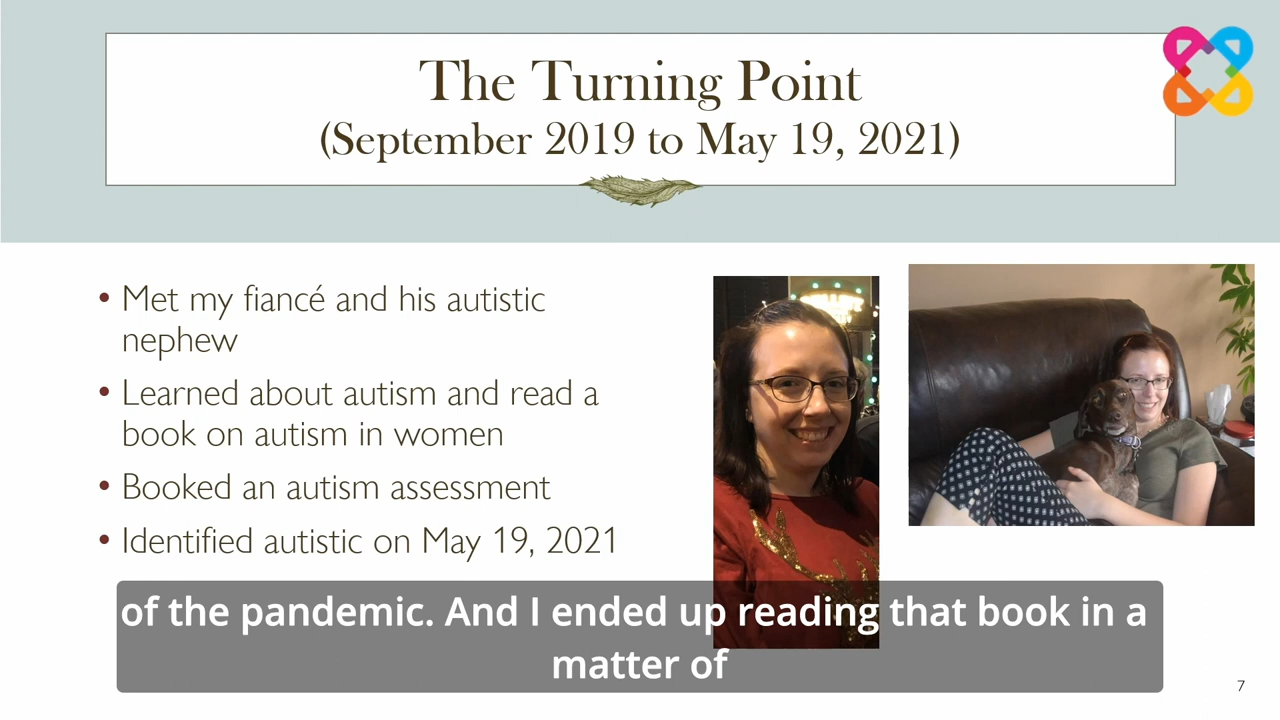 The Turning Point
(September 2019 to May 19, 2021)
• Met my fiancé and his autistic
nephew
• Learned about autism and read a
book on autism in women
• Booked an autism assessment
• Identified autistic on May 19, 2021
of the pandemic. And I ended up reading that book in a
matter of
7